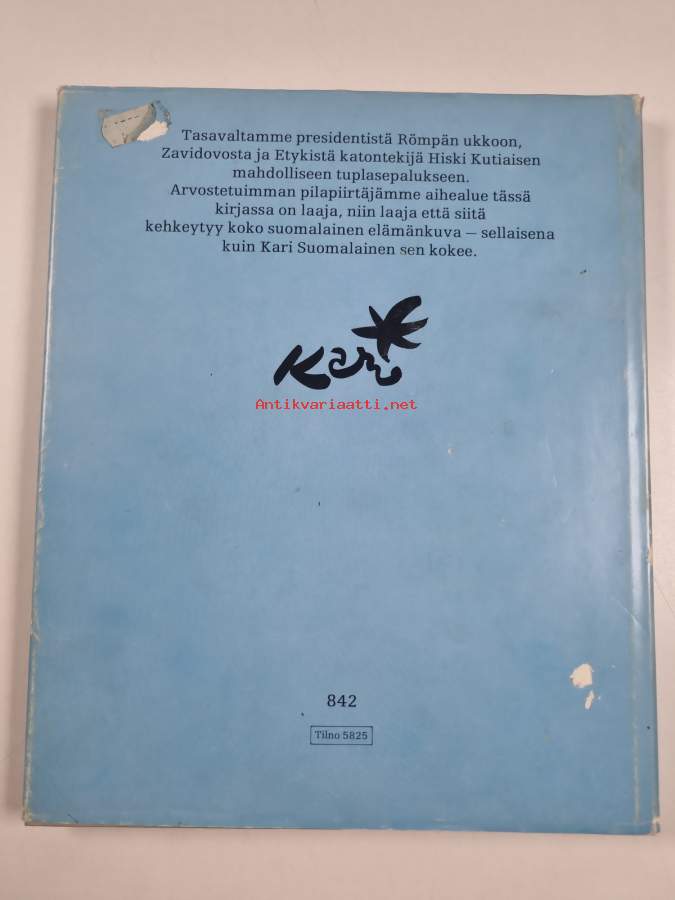 Tasavaltamme presidentistä Römpän ukkoon,
Zavidovosta ja Etykistä katontekijä Hiski Kutiaisen
mahdolliseen tuplasepalukseen.
Arvostetuimman pilapiirtäjämme aihealue tässä
kirjassa on laaja, niin laaja että siitä
kehkeytyy koko suomalainen elämänkuva — sellaisena
kuin Kari Suomalainen sen kokee.
Kari
Antikvariaatti.net
842
Tilno 5825